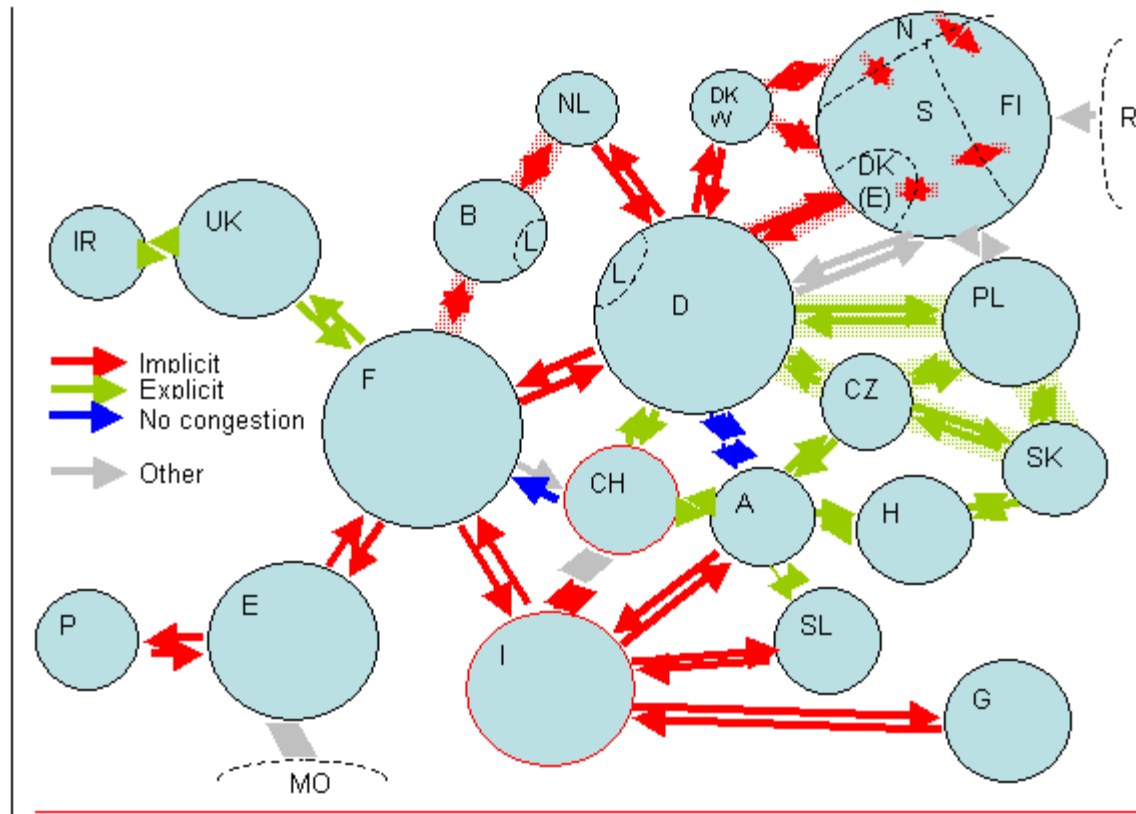 N
NL
DK
W
S
FI
R
DK
(E)
B
L
UK
IR
L
D
PL
Implicit
Explicit
No congestion
Other
F
CZ
SK
CH
A
H
E
P
I
SL
G
MO